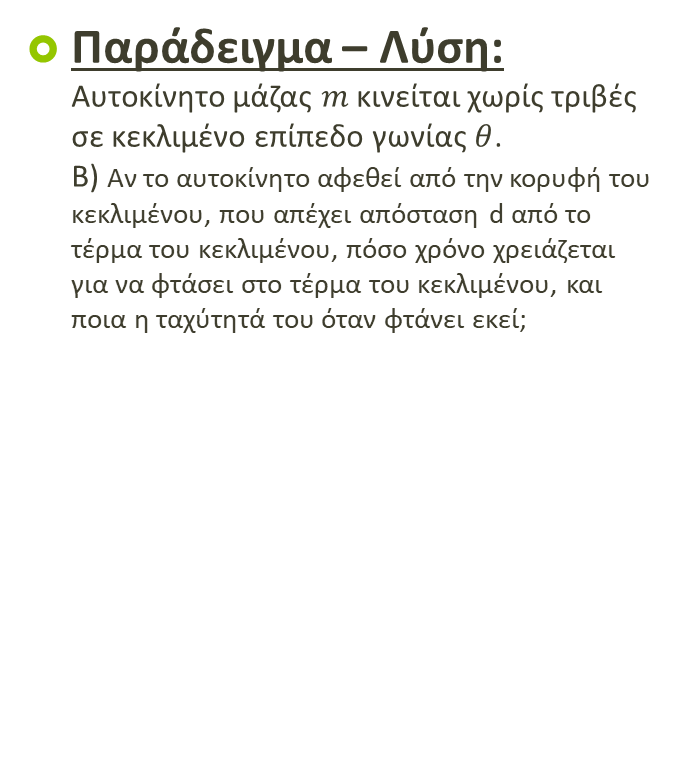 Παράδειγμα – Λύση:
Αυτοκίνητο μάζας 𝑚 κινείται χωρίς τριβές
σε κεκλιμένο επίπεδο γωνίας 𝜃.
Β) Αν το αυτοκίνητο αφεθεί από την κορυφή του
κεκλιμένου, που απέχει απόσταση d από το
τέρμα του κεκλιμένου, πόσο χρόνο χρειάζεται
για να φτάσει στο τέρμα του κεκλιμένου, και
ποια η ταχύτητά του όταν φτάνει εκεί;